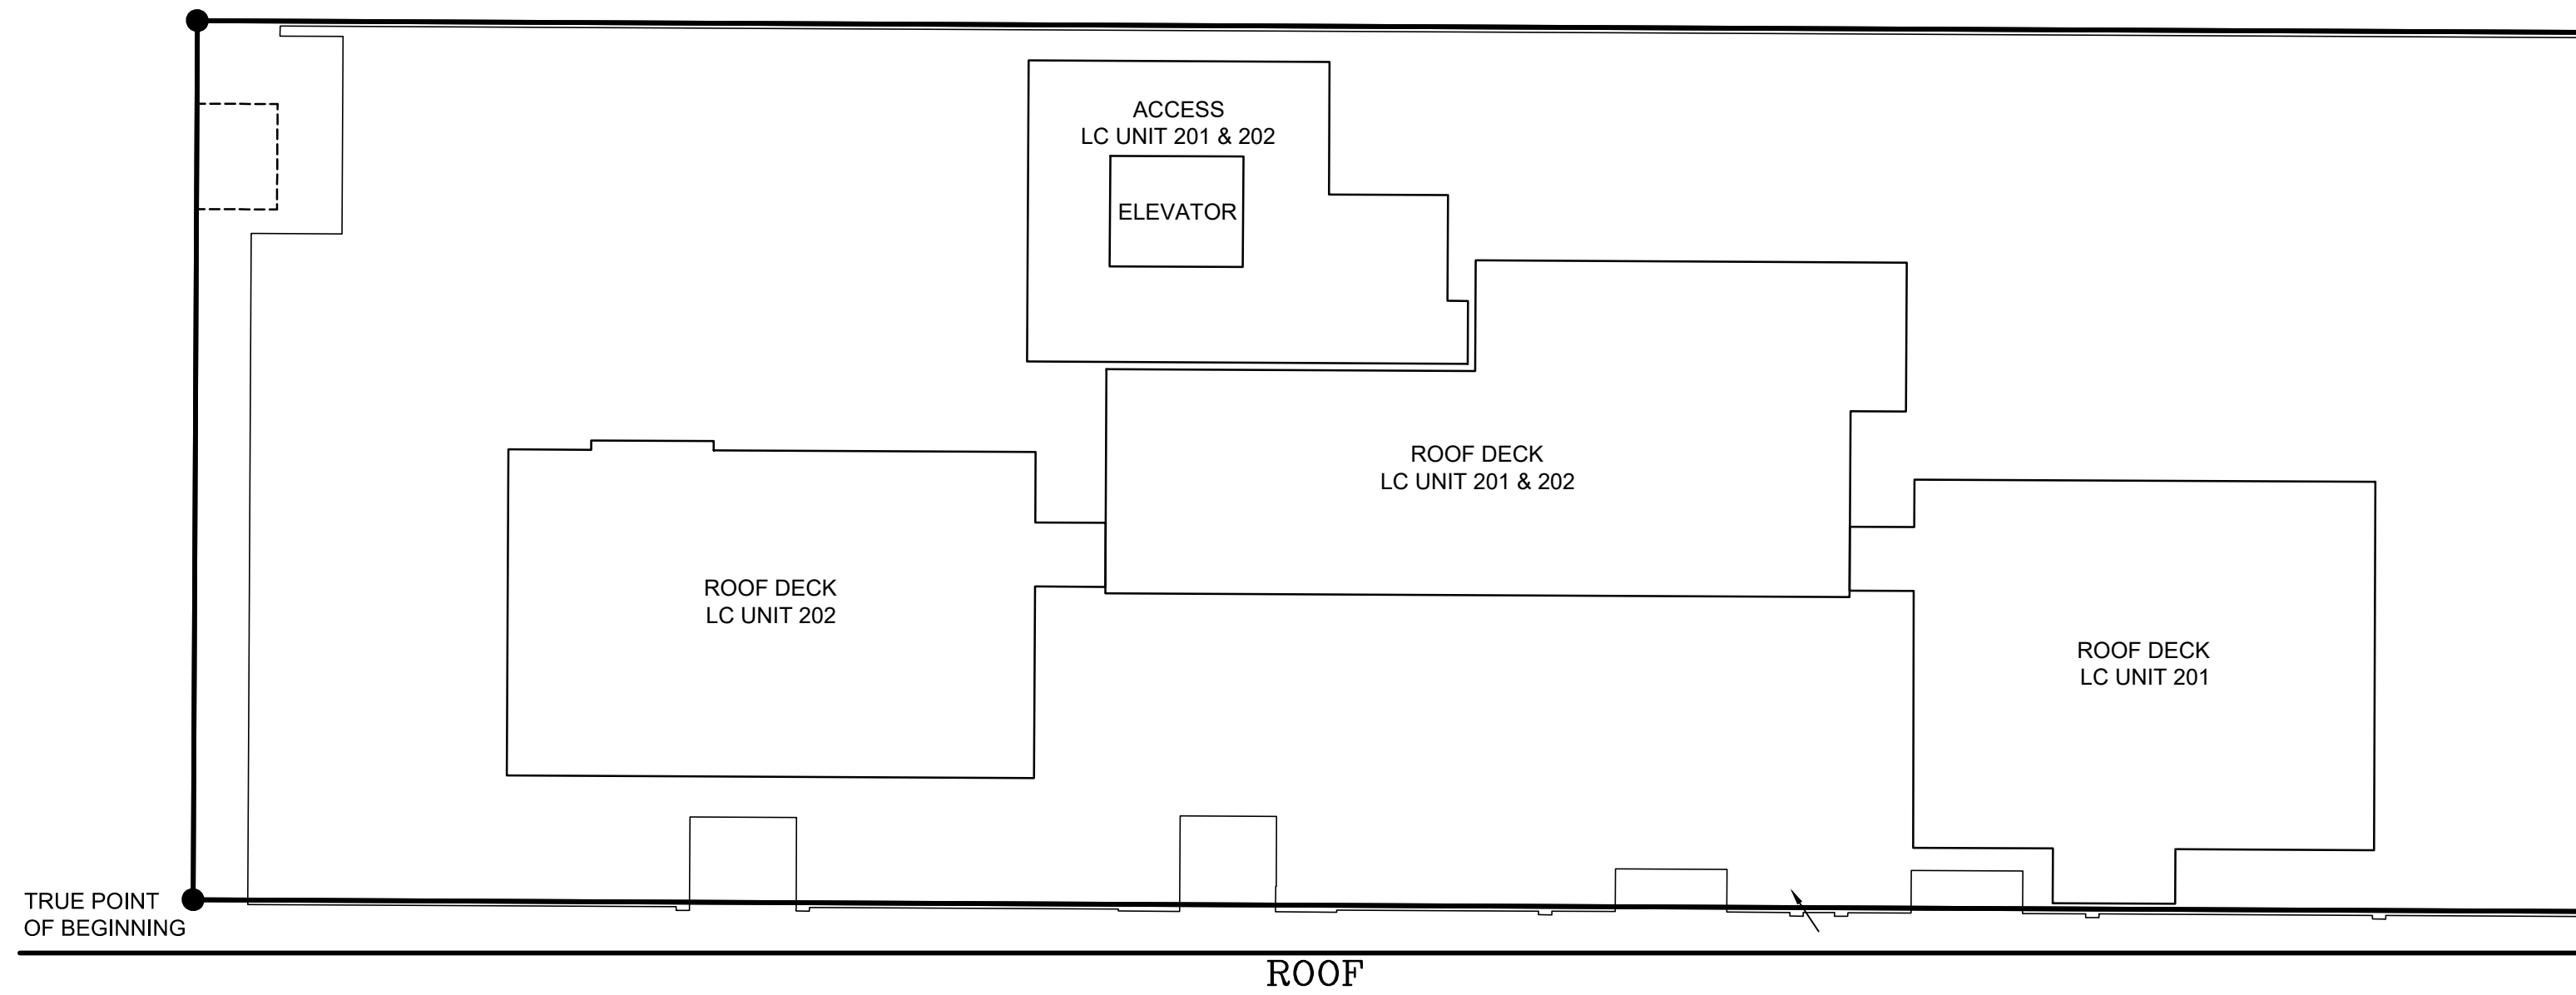 ACCESS
LC UNIT 201 & 202
ELEVATOR
ROOF DECK
LC UNIT 201 & 202
ROOF DECK
LC UNIT 202
ROOF DECK
LC UNIT 201
TRUE POINT
OF BEGINNING
ROOF